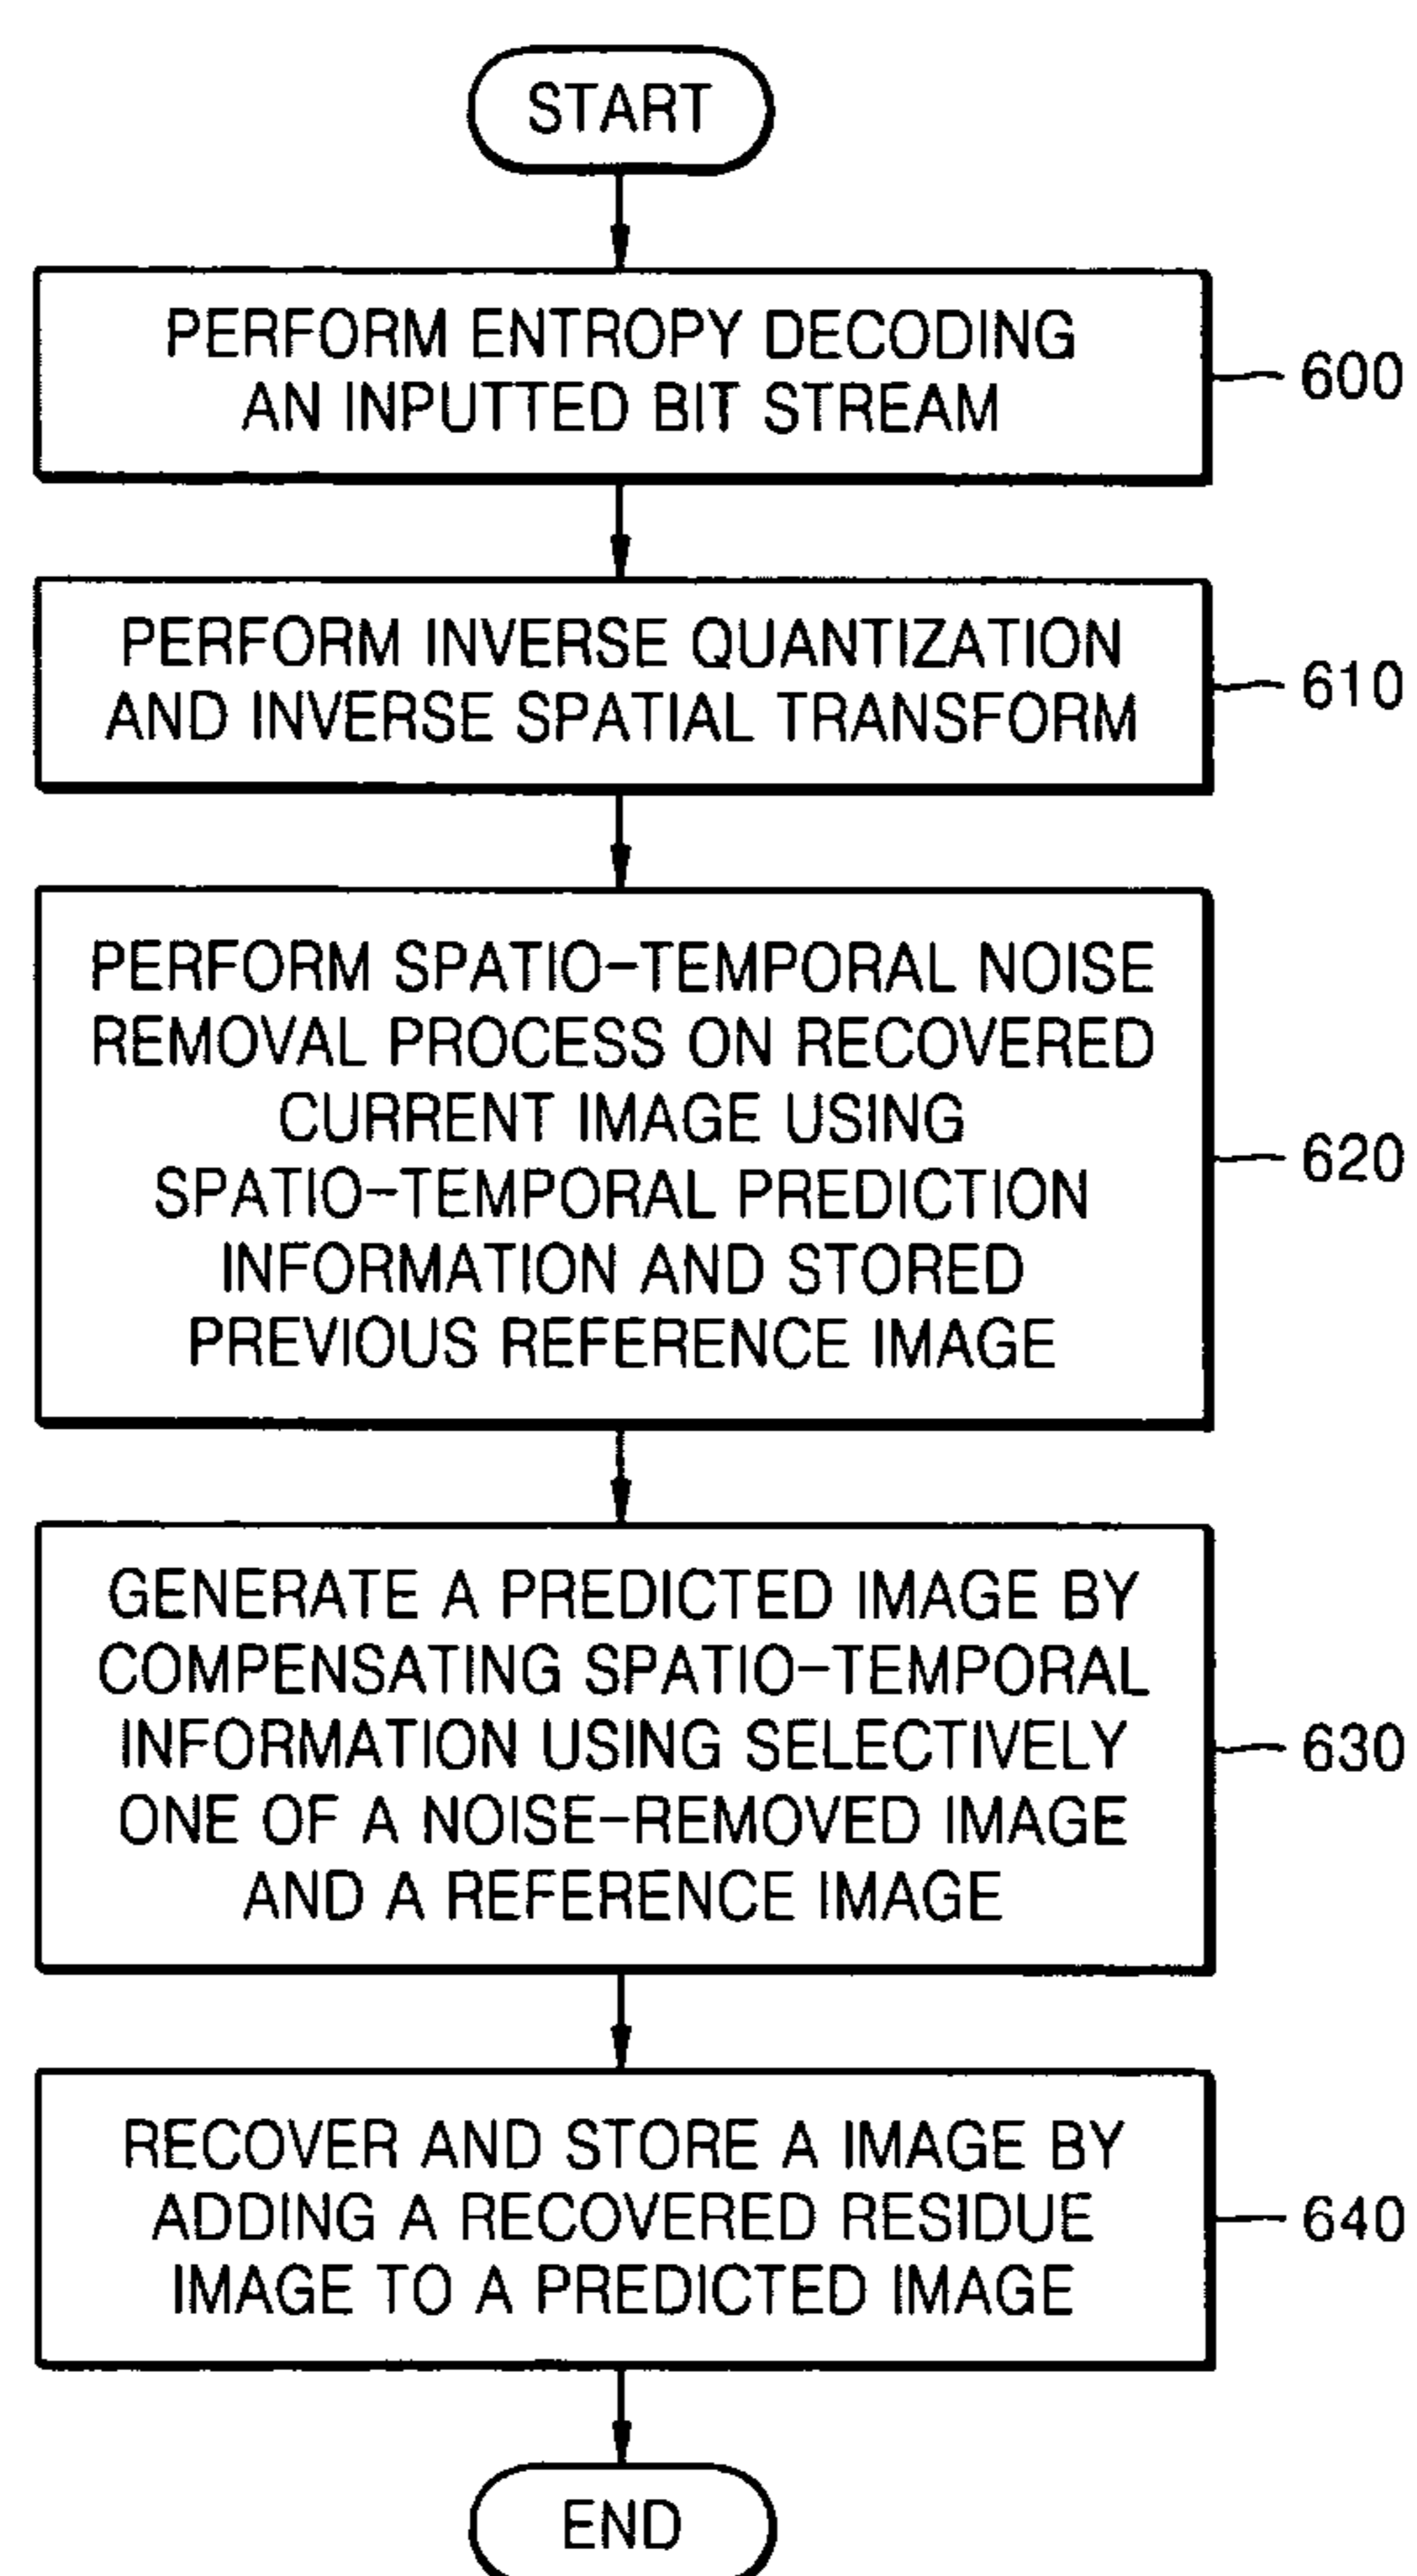 START
PERFORM ENTROPY DECODING
AN INPUTTED BIT STREAM
600
PERFORM INVERSE QUANTIZATION
AND INVERSE SPATIAL TRANSFORM
610
PERFORM SPATIO-TEMPORAL NOISE
REMOVAL PROCESS ON RECOVERED
CURRENT IMAGE USING
SPATIO-TEMPORAL PREDICTION
INFORMATION AND STORED
PREVIOUS REFERENCE IMAGE
620
GENERATE A PREDICTED IMAGE BY
COMPENSATING SPATIO-TEMPORAL
INFORMATION USING SELECTIVELY
ONE OF A NOISE-REMOVED IMAGE
AND A REFERENCE IMAGE
630
RECOVER AND STORE A IMAGE BY
ADDING A RECOVERED RESIDUE
IMAGE TO A PREDICTED IMAGE
640
END